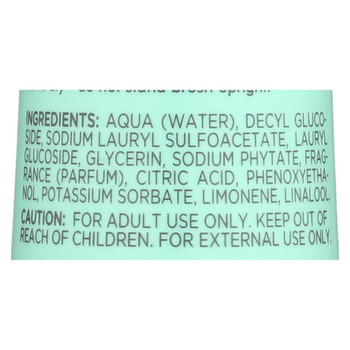 INGREDIENTS: AQUA (WATER), DECYL GLUCO-
SIDE, SODIUM LAURYL SULFOACETATE, LAURYL
GLUCOSIDE, GLYCERIN, SODIUM PHYTATE, FRAG-
RANCE (PARFUM), CITRIC ACID, PHENOXYETHA-
NOL, POTASSIUM SORBATE, LIMONENE, LINALOOL.
CAUTION: FOR ADULT USE ONLY. KEEP OUT OF
REACH OF CHILDREN. FOR EXTERNAL USE ONLY.